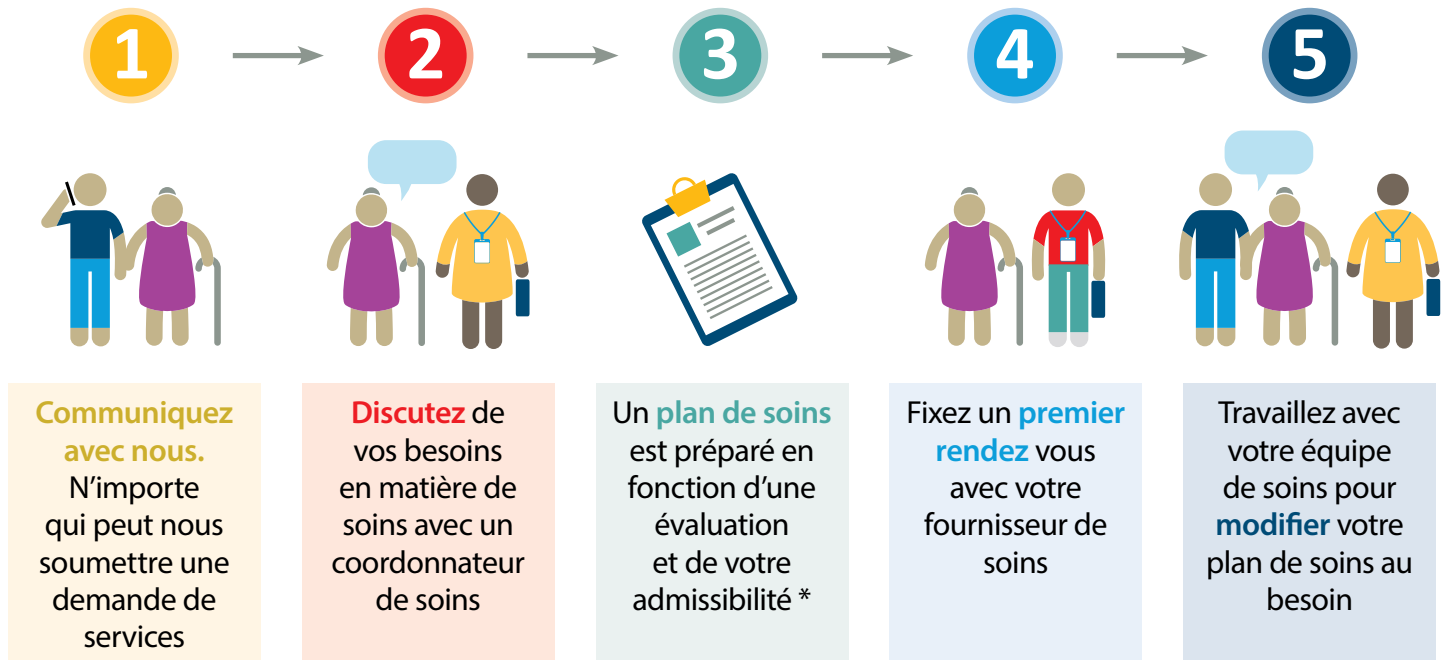 1
2
3
4
5
Communiquez
avec nous.
N'importe
qui peut nous
soumettre une
demande de
services
Discutez de
vos besoins
en matière de
soins avec un
coordonnateur
de soins
Un plan de soins
est préparé en
fonction d'une
évaluation
et de votre
admissibilité *
Fixez un premier
rendez vous
avec votre
fournisseur de
soins
Travaillez avec
votre équipe
de soins pour
modifier votre
plan de soins au
besoin